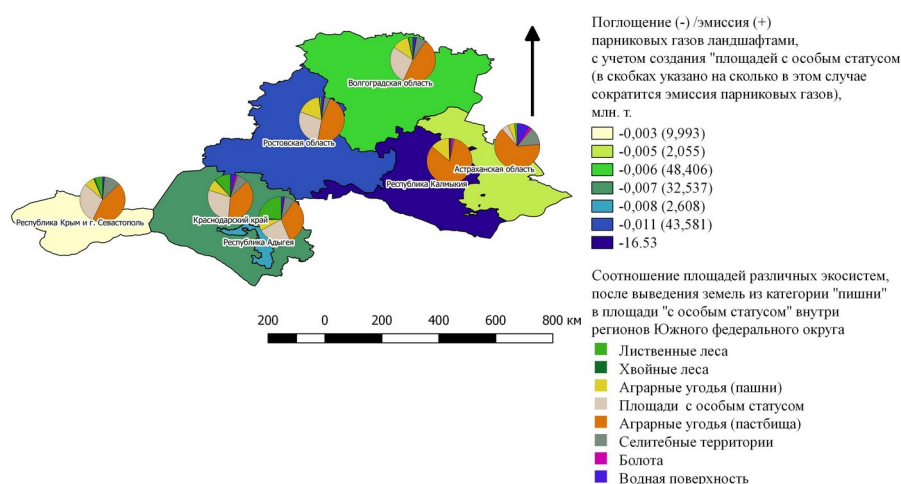 Поглощение (-) /эмиссия (+)
парниковых газов ландшафтами,
с учетом создания "площадей с особым статусом
(в скобках указано на сколько в этом случае
сократится эмиссия парниковых газов),
млн. т.
-0,003 (9,993)
-0,005 (2,055)
-0,006 (48,406)
-0,007 (32,537)
-0,008 (2,608)
-0,011 (43,581)
-16.53
Волгоградская область
Ростовская область
Астраханская область
Республика Калмыкия
Республика Крым и г. Севастополь
Краснодарский край
Республика Адыгея
200 0 200 400 600 800 км
Соотношение площадей различных экосистем,
после выведения земель из категории "пишни"
в площади "с особым статусом" внутри
регионов Южного федерального округа
Лиственные леса
Хвойные леса
Аграрные угодья (пашни)
Площади с особым статусом
Аграрные угодья (пастбища)
Селитебные территории
Болота
Водная поверхность